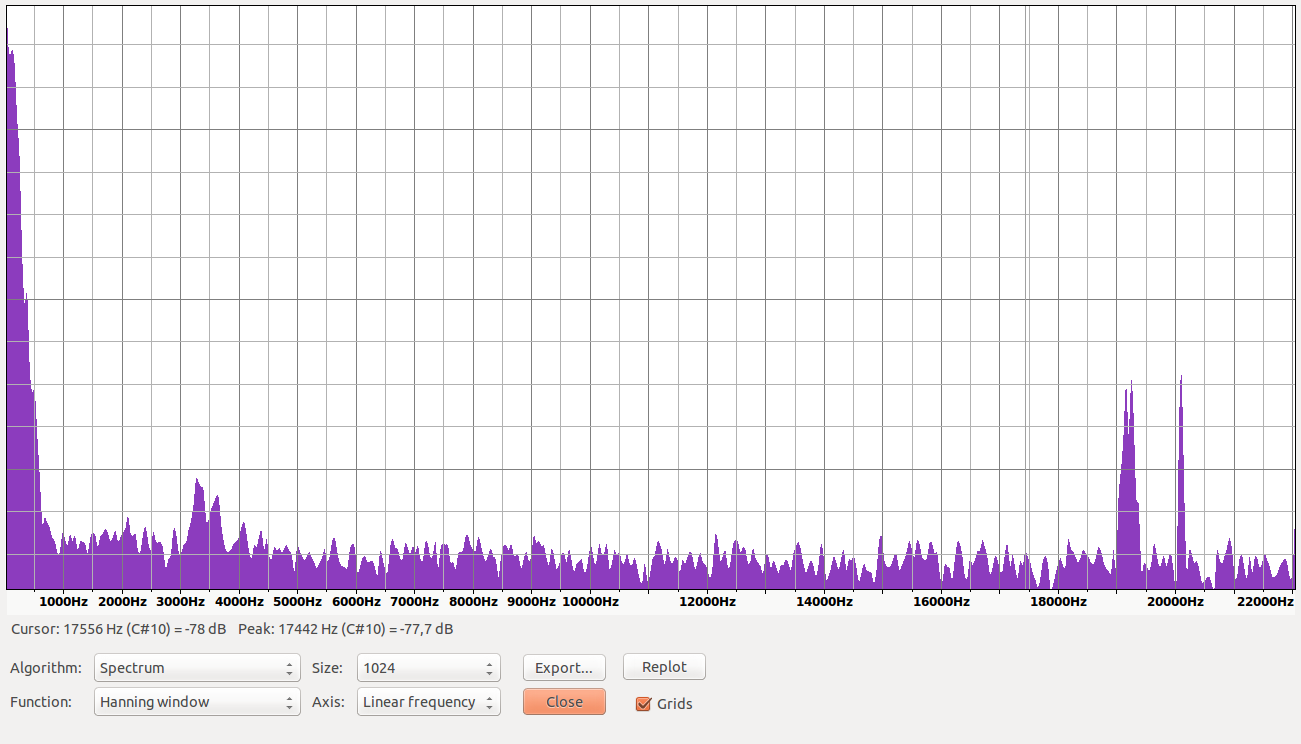 1000Hz 2000Hz 3000Hz 4000Hz 5000Hz 6000Hz 7000Hz 8000Hz 9000Hz 10000Hz 12000Hz 14000Hz 16000Hz 18000Hz 20000Hz 22000Hz
Cursor: 17556 Hz (C#10) = -78 dB Peak: 17442 Hz (C#10) = -77,7 dB
Algorithm: Spectrum Size: 1024 Export... Replot
Function: Hanning window Axis: Linear frequency Close Grids